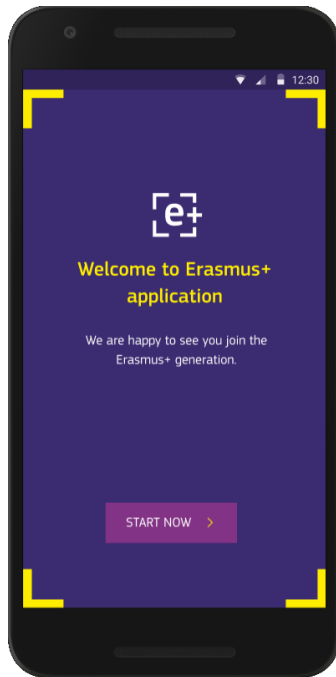 12:30
e+
Welcome to Erasmus+
application
We are happy to see you join the
Erasmus+ generation.
START NOW